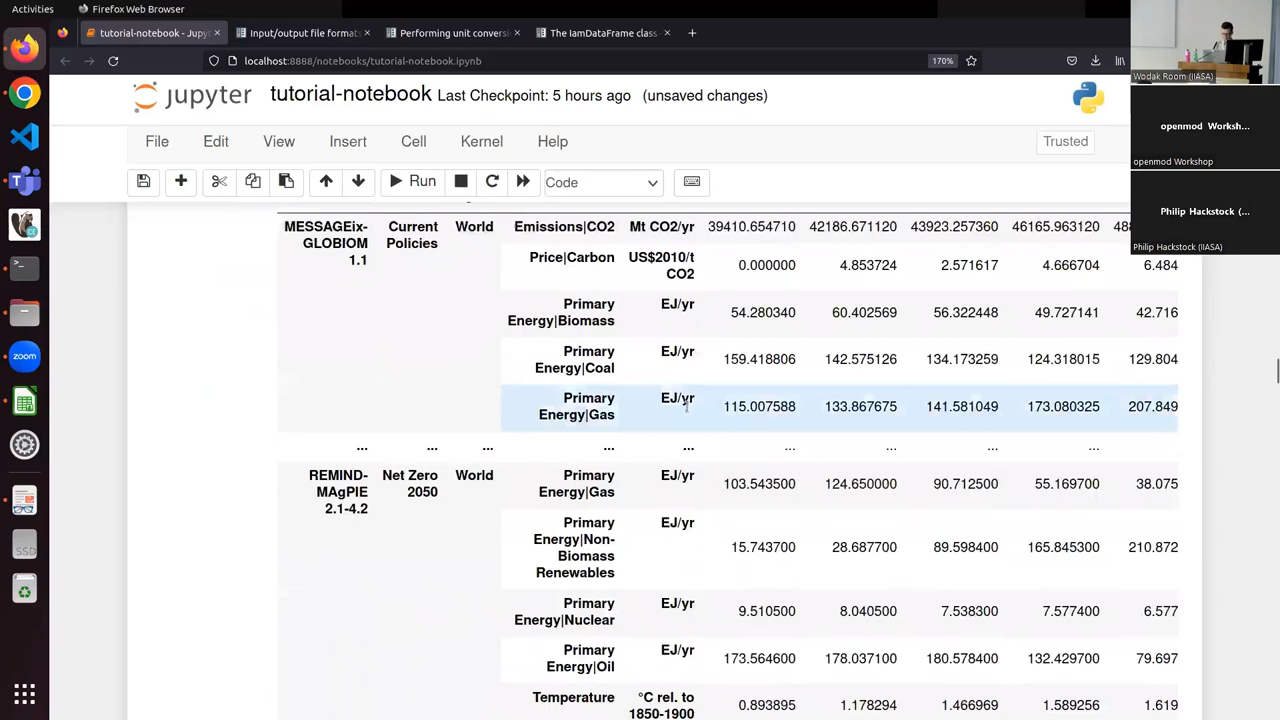 Activities
Firefox Web Browser
tutorial-notebook - Jupyt
Input/output file formats
Performing unit conversi
The IamDataFrame class
localhost:8888/notebooks/tutorial-notebook.ipynb
170%
jupyter
tutorial-notebook Last Checkpoint: 5 hours ago (unsaved changes)
File Edit View Insert Cell Kernel Help
Trusted
Run
Code
MESSAGEix-GLOBIOM 1.1 Current Policies World Emissions|CO2 Mt CO2/yr 39410.654710 42186.671120 43923.257360 46165.963120 488
Price|Carbon US$2010/t CO2 0.000000 4.853724 2.571617 4.666704 6.484
Primary Energy|Biomass EJ/yr 54.280340 60.402569 56.322448 49.727141 42.716
Primary Energy|Coal EJ/yr 159.418806 142.575126 134.173259 124.318015 129.804
Primary Energy|Gas EJ/yr 115.007588 133.867675 141.581049 173.080325 207.849
... ... ... ... ... ... ... ... ...
REMIND-MAgPIE 2.1-4.2 Net Zero 2050 World Primary Energy|Gas EJ/yr 103.543500 124.650000 90.712500 55.169700 38.075
Primary Energy|Non-Biomass Renewables EJ/yr 15.743700 28.687700 89.598400 165.845300 210.872
Primary Energy|Nuclear EJ/yr 9.510500 8.040500 7.538300 7.577400 6.577
Primary Energy|Oil EJ/yr 173.564600 178.037100 180.578400 132.429700 79.697
Temperature °C rel. to 1850-1900 0.893895 1.178294 1.466969 1.589256 1.619
Wodak Room (IIASA)
openmod Worksh...
openmod Workshop
Philip Hackstock (...
Philip Hackstock (IIASA)
zoom
SSD